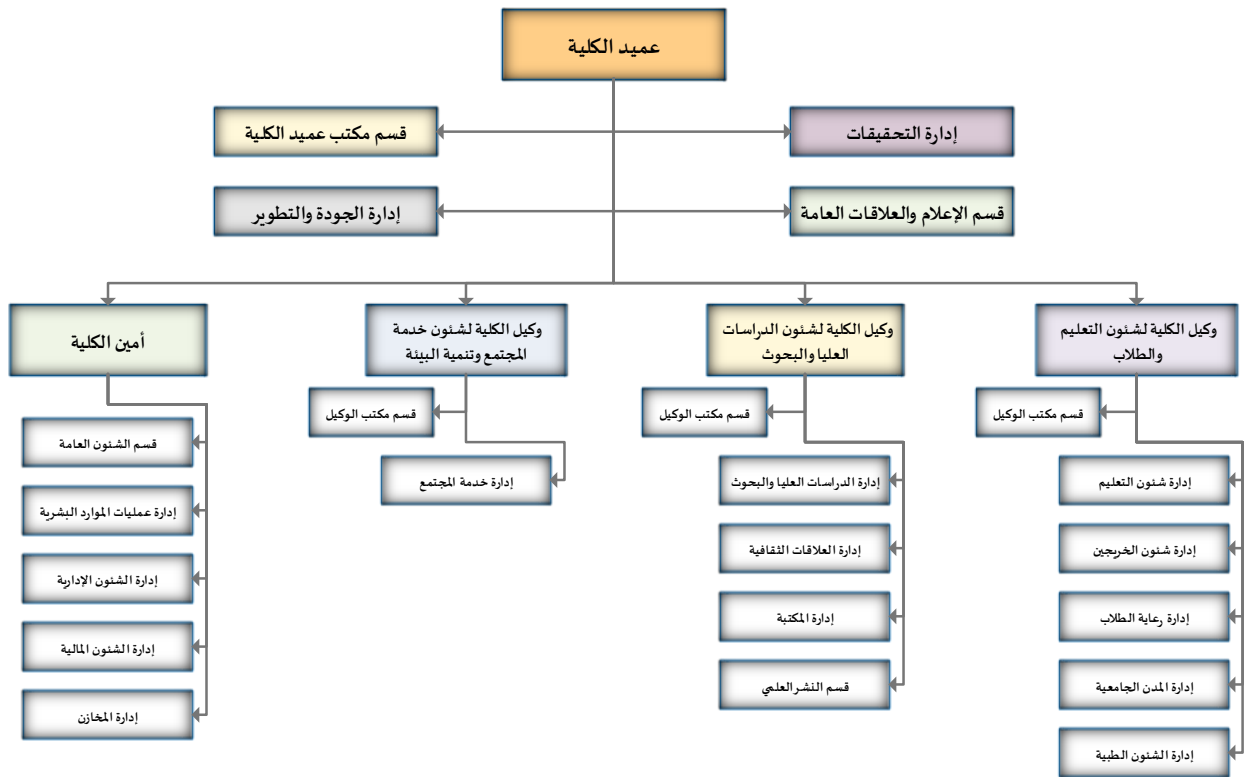 عميد الكلية
إدارة التحقيقات
قسم مكتب عميد الكلية
قسم الإعلام والعلاقات العامة
إدارة الجودة والتطوير
وكيل الكلية لشئون التعليم
والطلاب
قسم مكتب الوكيل
إدارة شئون التعليم
إدارة شئون الخريجين
إدارة رعاية الطلاب
إدارة المدن الجامعية
إدارة الشئون الطبية
وكيل الكلية لشئون الدراسات
العليا والبحوث
قسم مكتب الوكيل
إدارة الدراسات العليا والبحوث
إدارة العلاقات الثقافية
إدارة المكتبة
قسم النشر العلمي
وكيل الكلية لشئون خدمة
المجتمع وتنمية البيئة
قسم مكتب الوكيل
إدارة خدمة المجتمع
أمين الكلية
قسم الشئون العامة
إدارة عمليات الموارد البشرية
إدارة الشئون الإدارية
إدارة الشئون المالية
إدارة المخازن